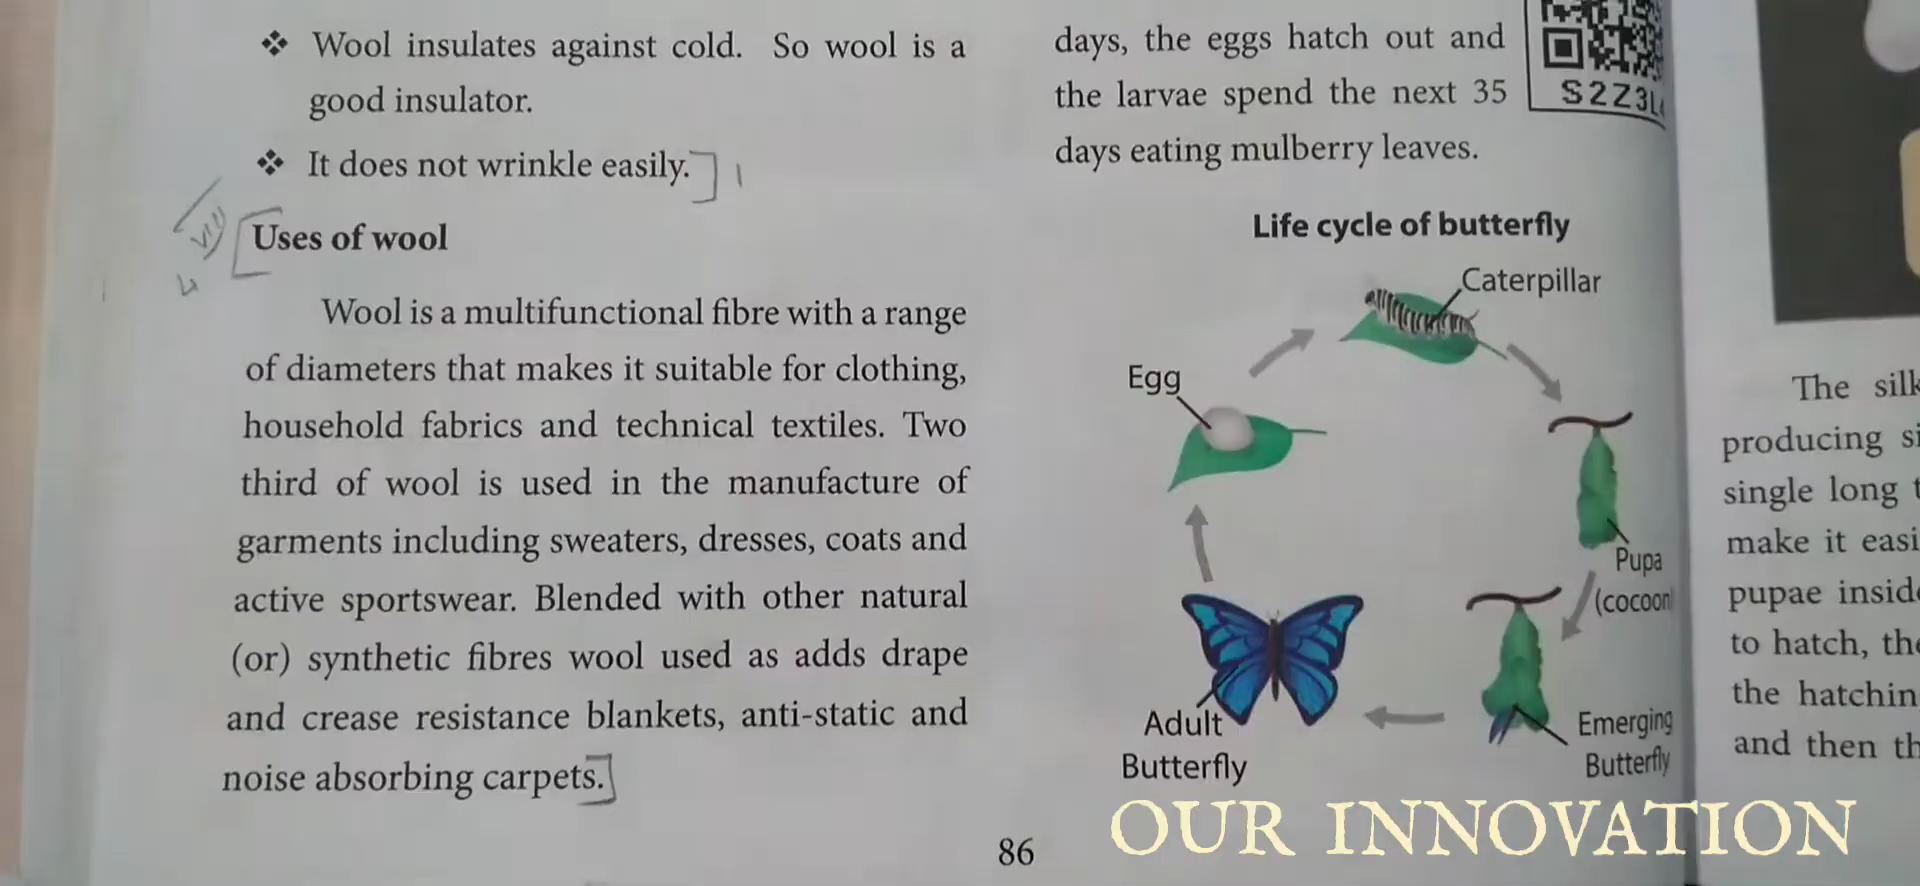 ❖ Wool insulates against cold. So wool is a
good insulator.
❖ It does not wrinkle easily.
Uses of wool
Wool is a multifunctional fibre with a range
of diameters that makes it suitable for clothing,
household fabrics and technical textiles. Two
third of wool is used in the manufacture of
garments including sweaters, dresses, coats and
active sportswear. Blended with other natural
(or) synthetic fibres wool used as adds drape
and crease resistance blankets, anti-static and
noise absorbing carpets.
days, the eggs hatch out and
the larvae spend the next 35
days eating mulberry leaves.
S2Z3L
Life cycle of butterfly
Caterpillar
Egg
Pupa
(cocoon
Emerging
Butterfly
Adult
Butterfly
86
The silk
producing
single long
make it
pupae
to hatch,
the
and then
OUR INNOVATION